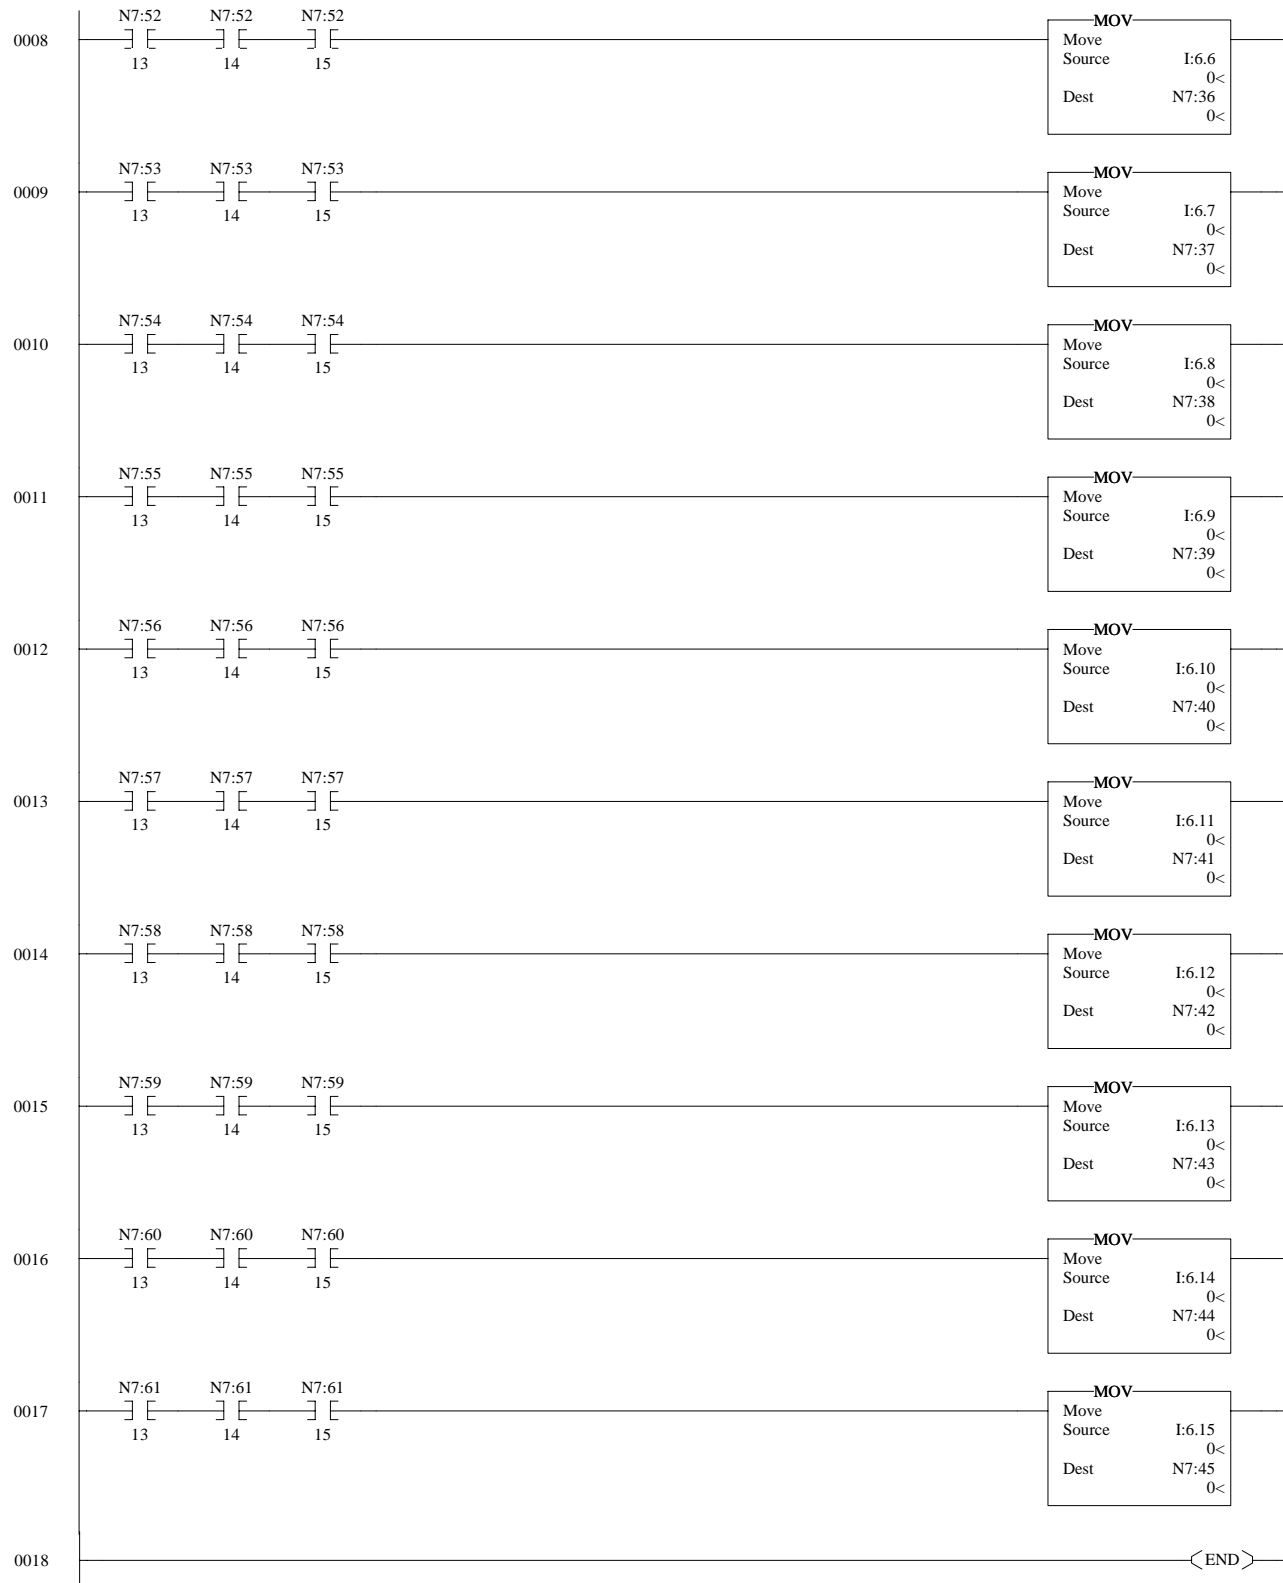 N7:52 N7:52 N7:52 MOV
0008 Move
13 14 15 Source I:6.6
0<
Dest N7:36
0<
N7:53 N7:53 N7:53 MOV
0009 Move
13 14 15 Source I:6.7
0<
Dest N7:37
0<
N7:54 N7:54 N7:54 MOV
0010 Move
13 14 15 Source I:6.8
0<
Dest N7:38
0<
N7:55 N7:55 N7:55 MOV
0011 Move
13 14 15 Source I:6.9
0<
Dest N7:39
0<
N7:56 N7:56 N7:56 MOV
0012 Move
13 14 15 Source I:6.10
0<
Dest N7:40
0<
N7:57 N7:57 N7:57 MOV
0013 Move
13 14 15 Source I:6.11
0<
Dest N7:41
0<
N7:58 N7:58 N7:58 MOV
0014 Move
13 14 15 Source I:6.12
0<
Dest N7:42
0<
N7:59 N7:59 N7:59 MOV
0015 Move
13 14 15 Source I:6.13
0<
Dest N7:43
0<
N7:60 N7:60 N7:60 MOV
0016 Move
13 14 15 Source I:6.14
0<
Dest N7:44
0<
N7:61 N7:61 N7:61 MOV
0017 Move
13 14 15 Source I:6.15
0<
Dest N7:45
0<
0018 END